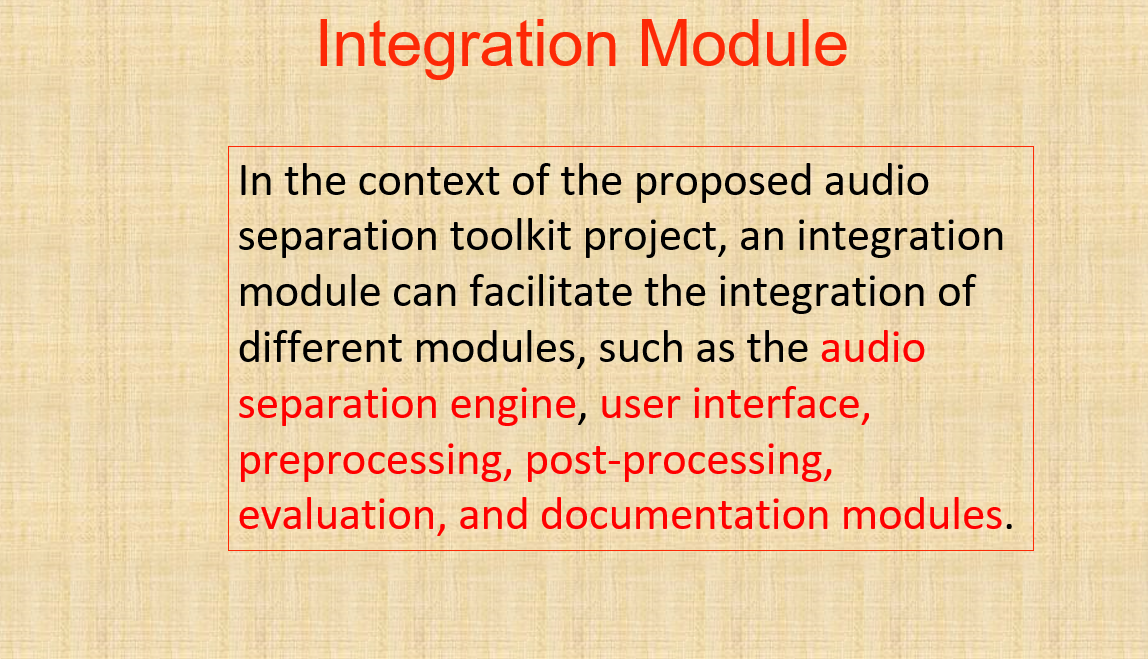 Integration Module
In the context of the proposed audio
separation toolkit project, an integration
module can facilitate the integration of
different modules, such as the audio
separation engine, user interface,
preprocessing, post-processing,
evaluation, and documentation modules.